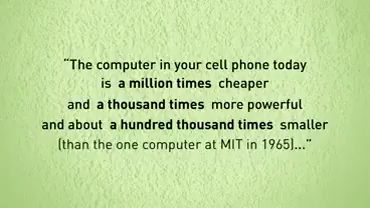 “The computer in your cell phone today
is a million times cheaper
and a thousand times more powerful
and about a hundred thousand times smaller
(than the one computer at MIT in 1965)...”